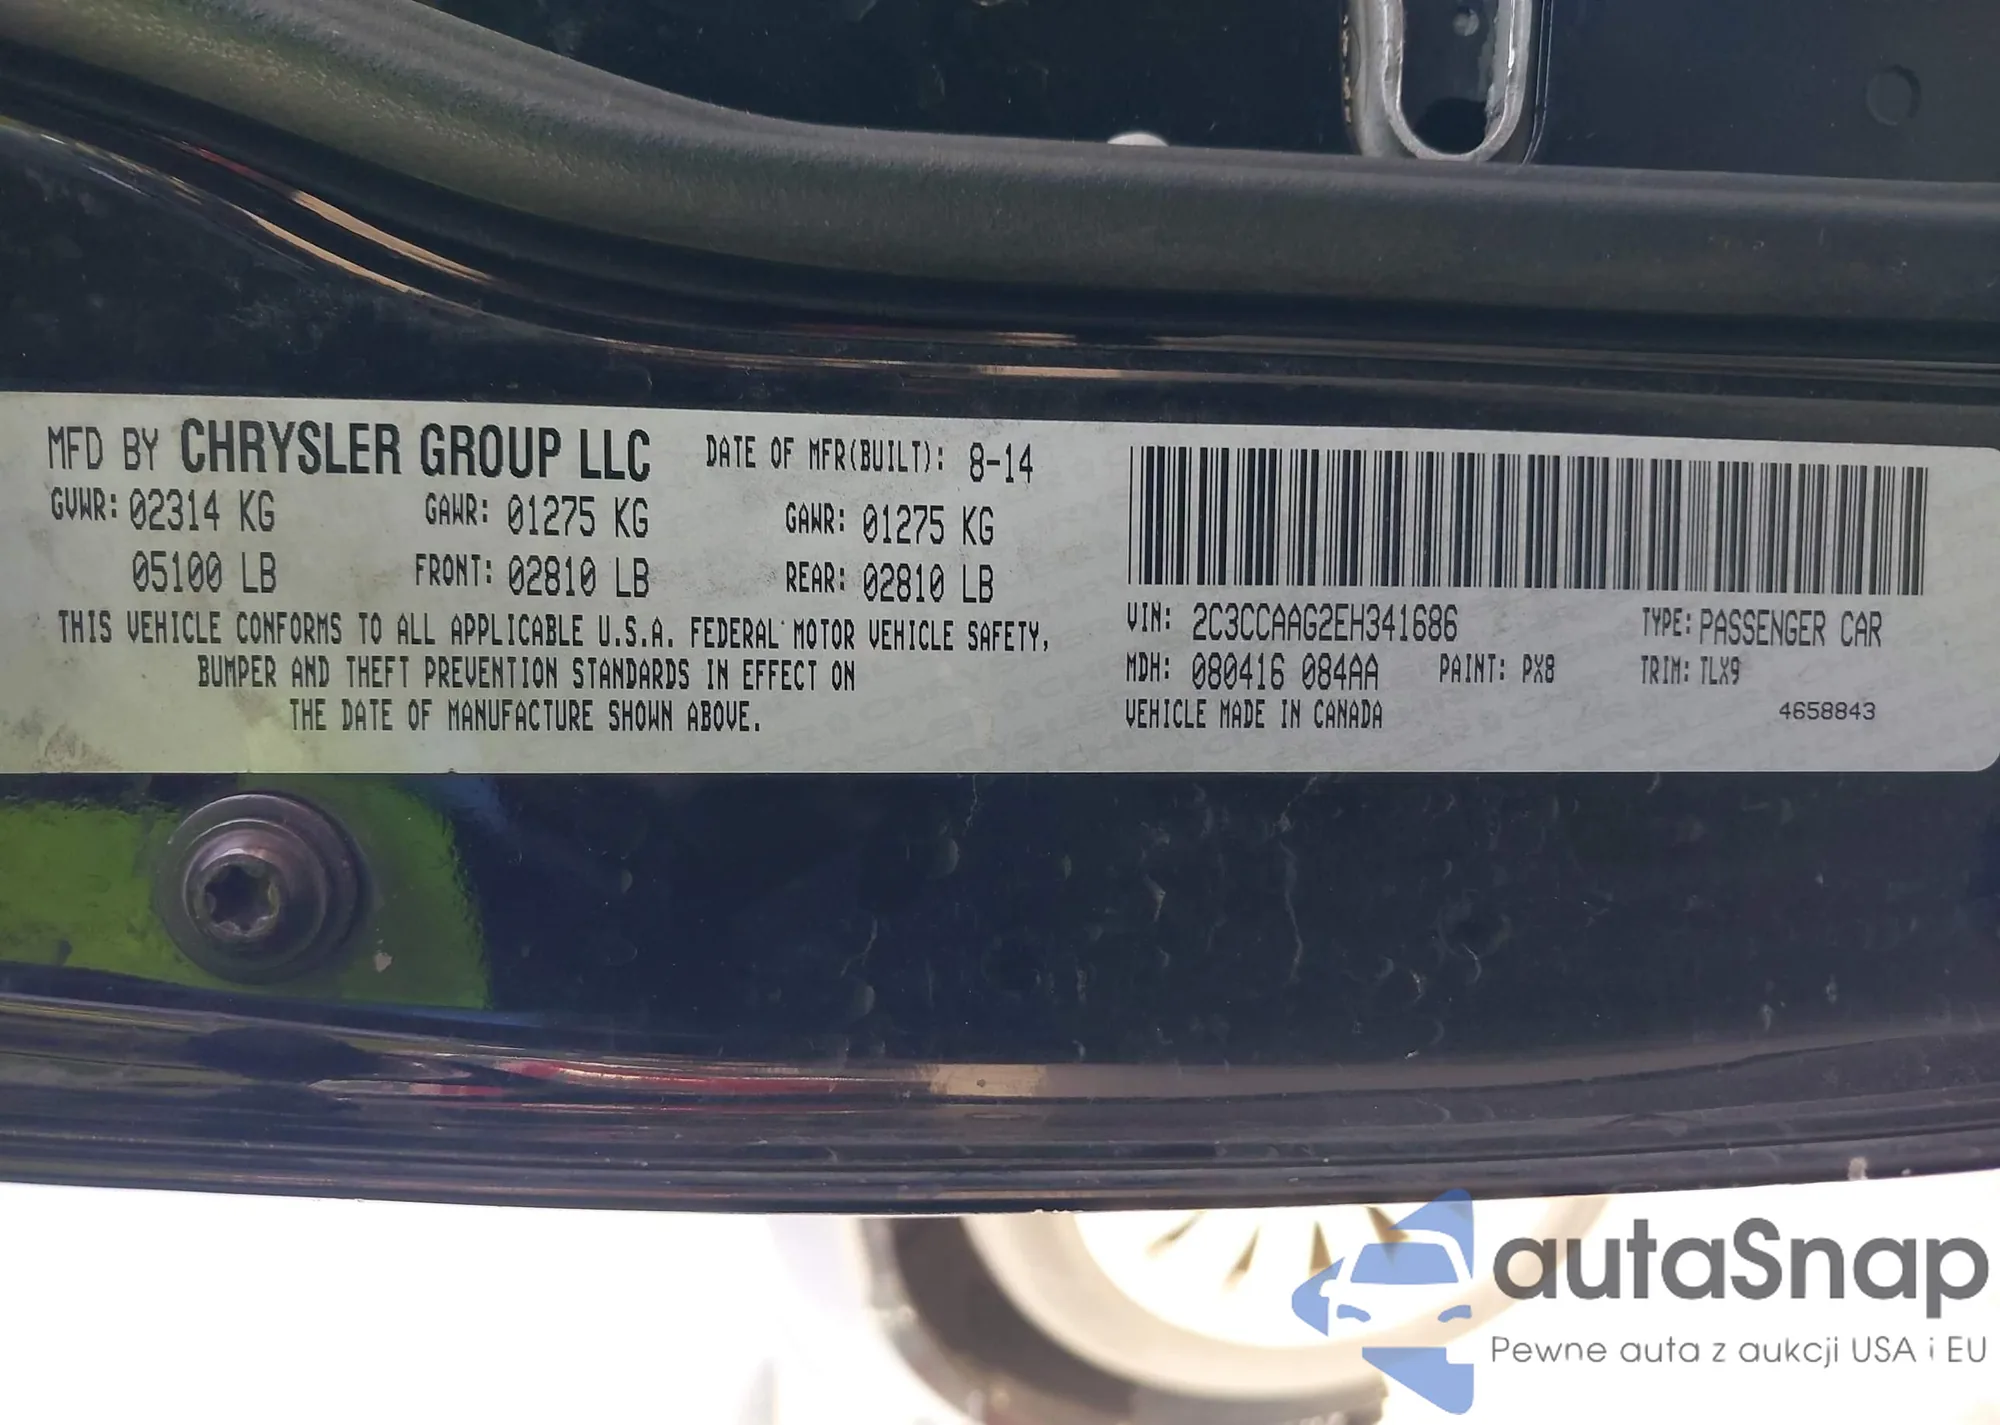 MFD BY CHRYSLER GROUP LLC DATE OF MFR(BUILT): 8-14
GVWR: 02314 KG GAWR: 01275 KG GAWR: 01275 KG
05100 LB FRONT: 02810 LB REAR: 02810 LB
THIS VEHICLE CONFORMS TO ALL APPLICABLE U.S.A. FEDERAL MOTOR VEHICLE SAFETY,
BUMPER AND THEFT PREVENTION STANDARDS IN EFFECT ON
THE DATE OF MANUFACTURE SHOWN ABOVE.
VIN: 2C3CCAAG2EH341686 TYPE: PASSENGER CAR
MDH: 080416 084AA PAINT: PX8 TRIM: TLX9
VEHICLE MADE IN CANADA 4658843
autaSnap
Pewne auta z aukcji USA i EU